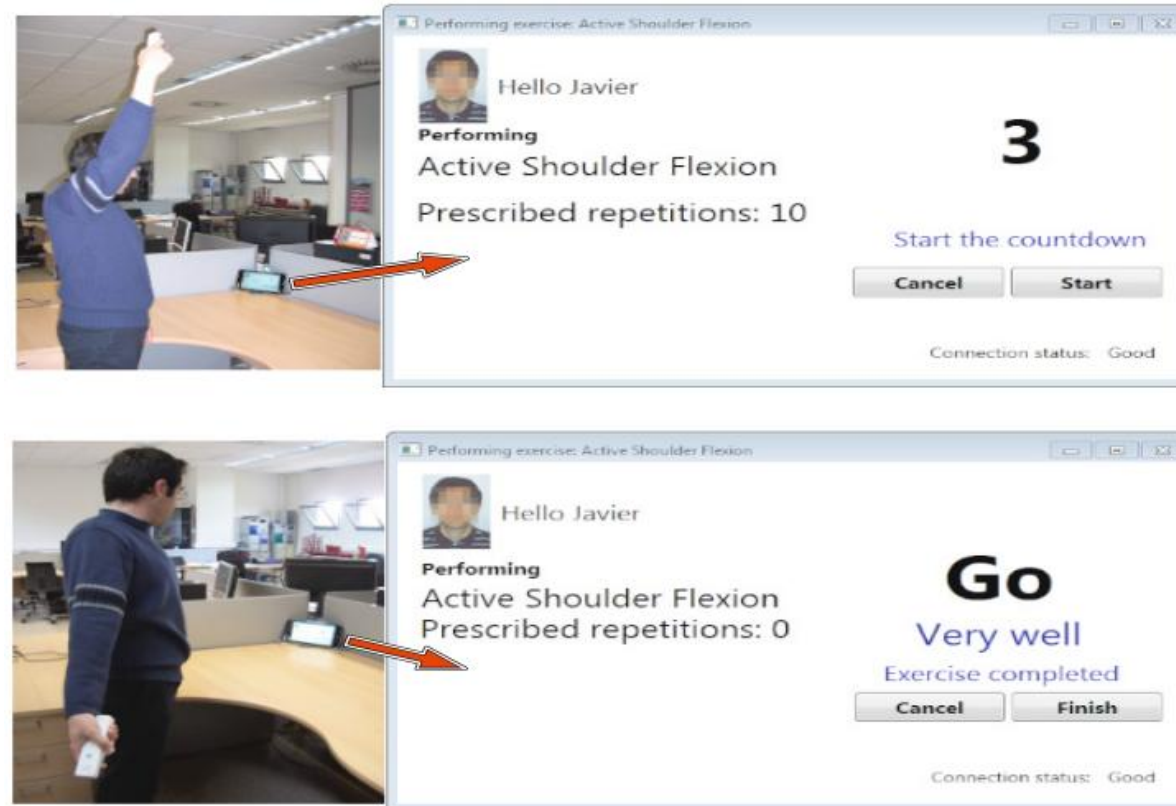 Performing exercise: Active Shoulder Flexion
Hello Javier
Performing
Active Shoulder Flexion
Prescribed repetitions: 10
3
Start the countdown
Cancel Start
Connection status: Good
Performing exercise: Active Shoulder Flexion
Hello Javier
Performing
Active Shoulder Flexion
Prescribed repetitions: 0
Go
Very well
Exercise completed
Cancel Finish
Connection status: Good